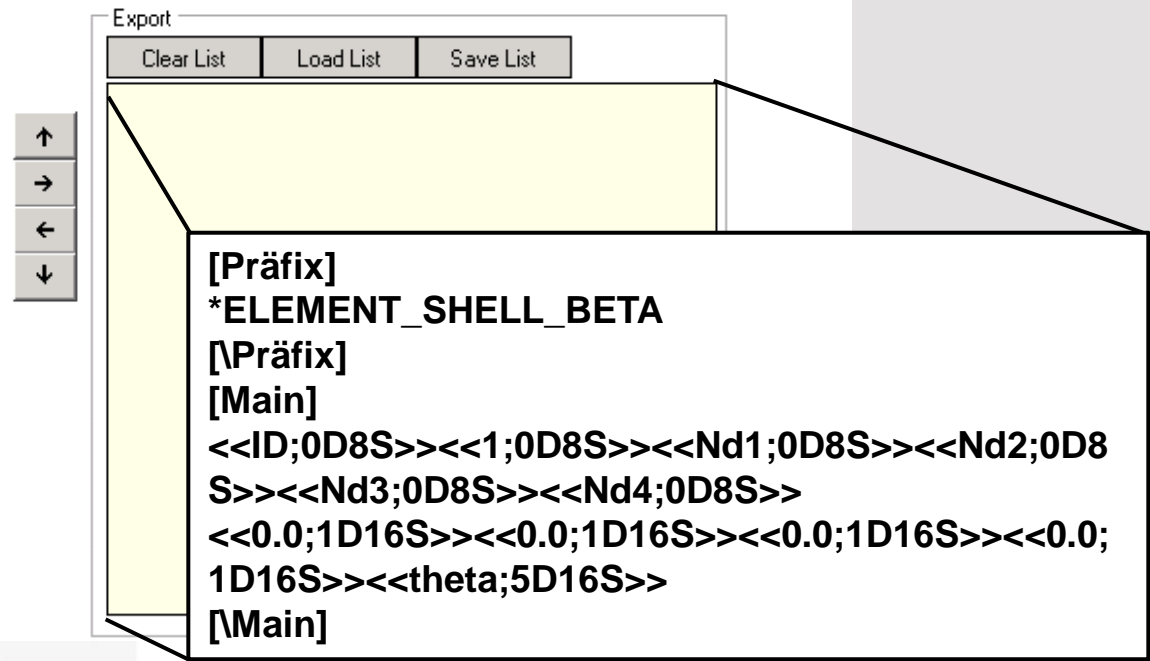 Export
Clear List Load List Save List
↑
→
←
↓
[Präfix]
*ELEMENT_SHELL_BETA
[\Präfix]
[Main]
<<ID;0D8S>><<1;0D8S>><<Nd1;0D8S>><<Nd2;0D8
S>><<Nd3;0D8S>><<Nd4;0D8S>>
<<0.0;1D16S>><<0.0;1D16S>><<0.0;1D16S>><<0.0;
1D16S>><<theta;5D16S>>
[\Main]